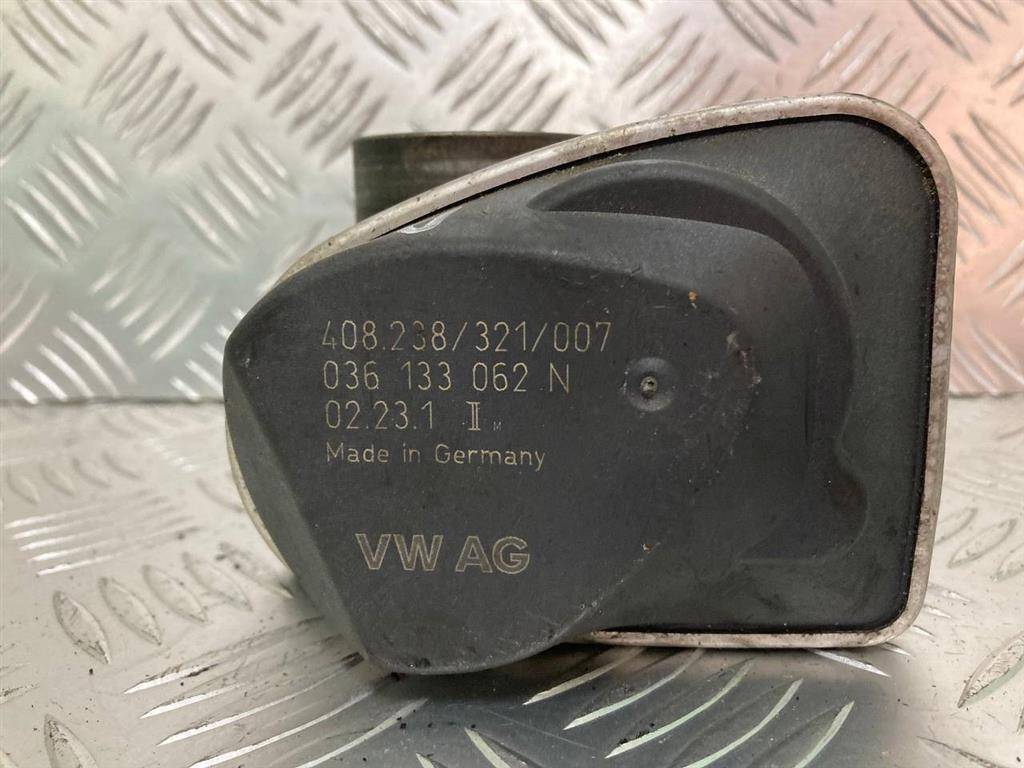 408.238/321/007
036 133 062 N
02.23.1 II M
Made in Germany
VW AG